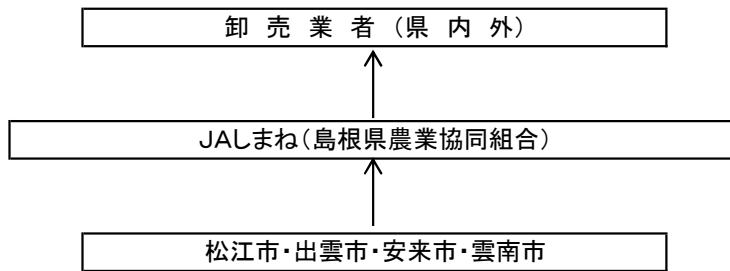 卸 売 業 者 (県 内 外)
JAしまね(島根県農業協同組合)
松江市・出雲市・安来市・雲南市